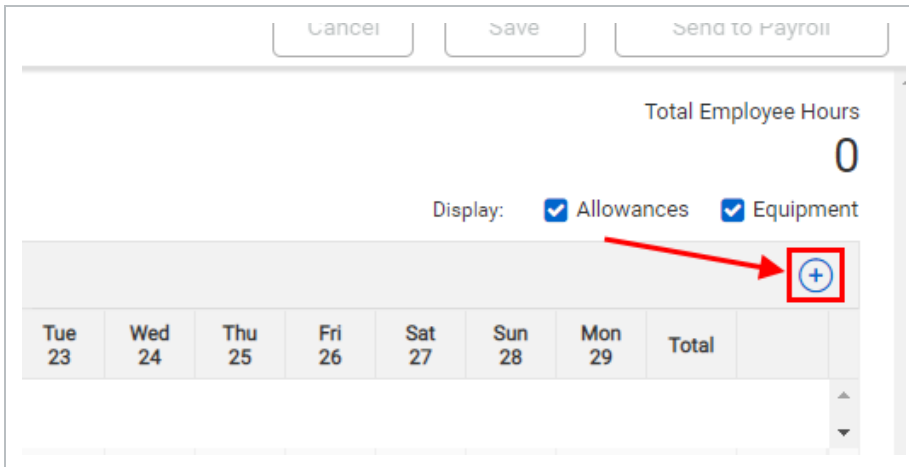 Cancel Save Send to Payroll
Total Employee Hours
0
Display: Allowances Equipment
Tue Wed Thu Fri Sat Sun Mon Total
23 24 25 26 27 28 29